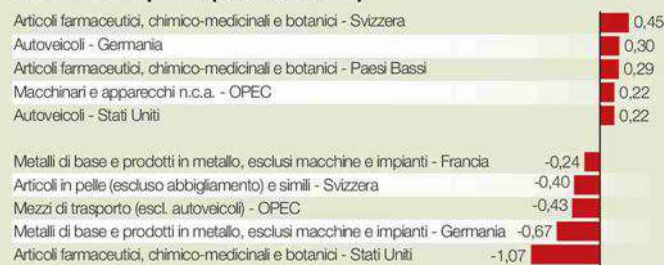 Articoli farmaceutici, chimico-medicinali e botanici - Svizzera 0,45
Autoveicoli - Germania 0,30
Articoli farmaceutici, chimico-medicinali e botanici - Paesi Bassi 0,29
Macchinari e apparecchi n.c.a. - OPEC 0,22
Autoveicoli - Stati Uniti 0,22
Metalli di base e prodotti in metallo, esclusi macchine e impianti - Francia -0,24
Articoli in pelle (escluso abbigliamento) e simili - Svizzera -0,40
Mezzi di trasporto (escl. autoveicoli) - OPEC -0,43
Metalli di base e prodotti in metallo, esclusi macchine e impianti - Germania -0,67
Articoli farmaceutici, chimico-medicinali e botanici - Stati Uniti -1,07